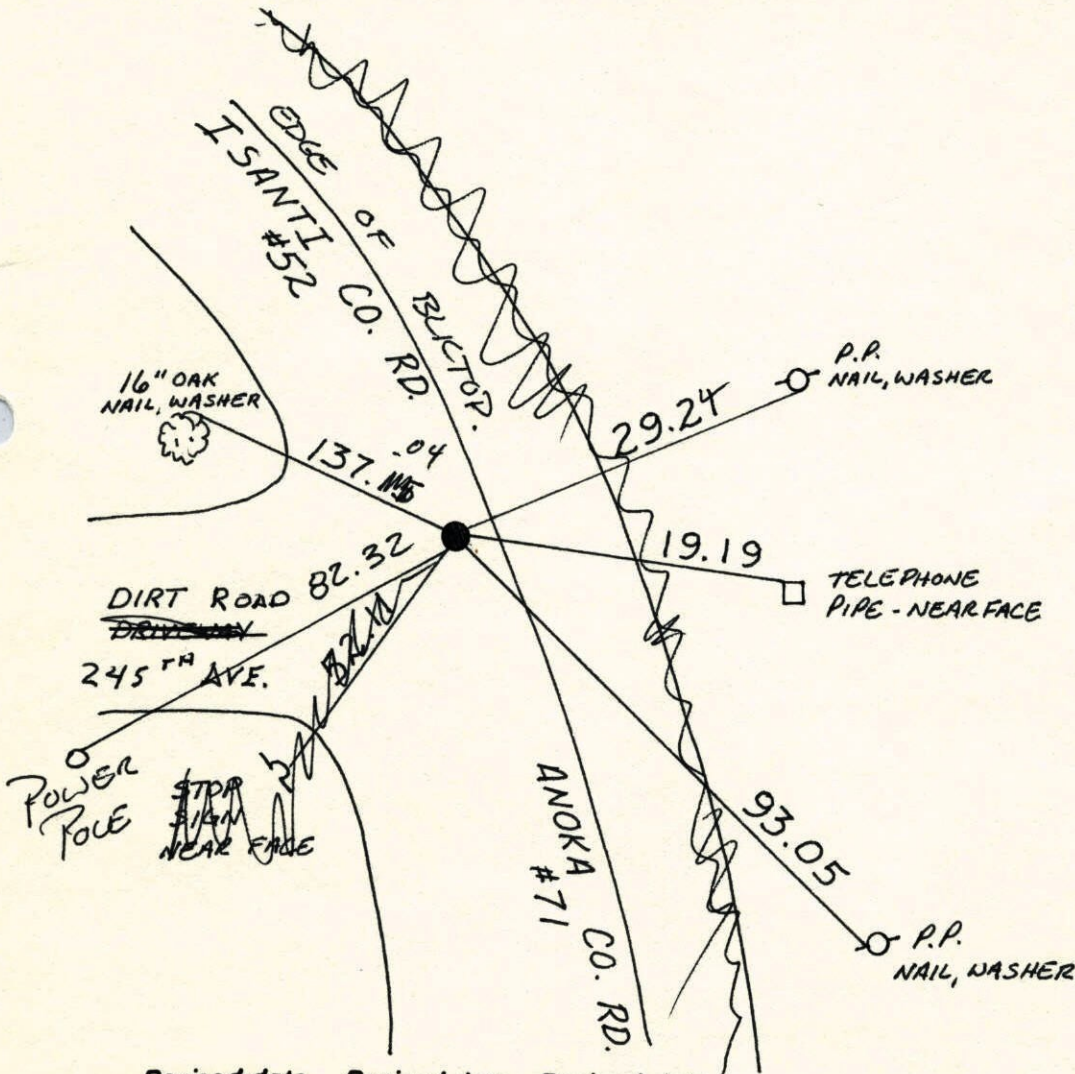 EDGE OF BLKTOP.
ISANTI CO. RD.
#52
P.P.
NAIL, WASHER
16" OAK
NAIL, WASHER
29.24
137.
.04
19.19
TELEPHONE
PIPE - NEAR FACE
82.32
DIRT ROAD
DRIVEWAY
245TH AVE.
POWER
POLE
STOP
SIGN
NEAR FACE
ANOKA CO. RD.
#71
93.05
P.P.
NAIL, WASHER